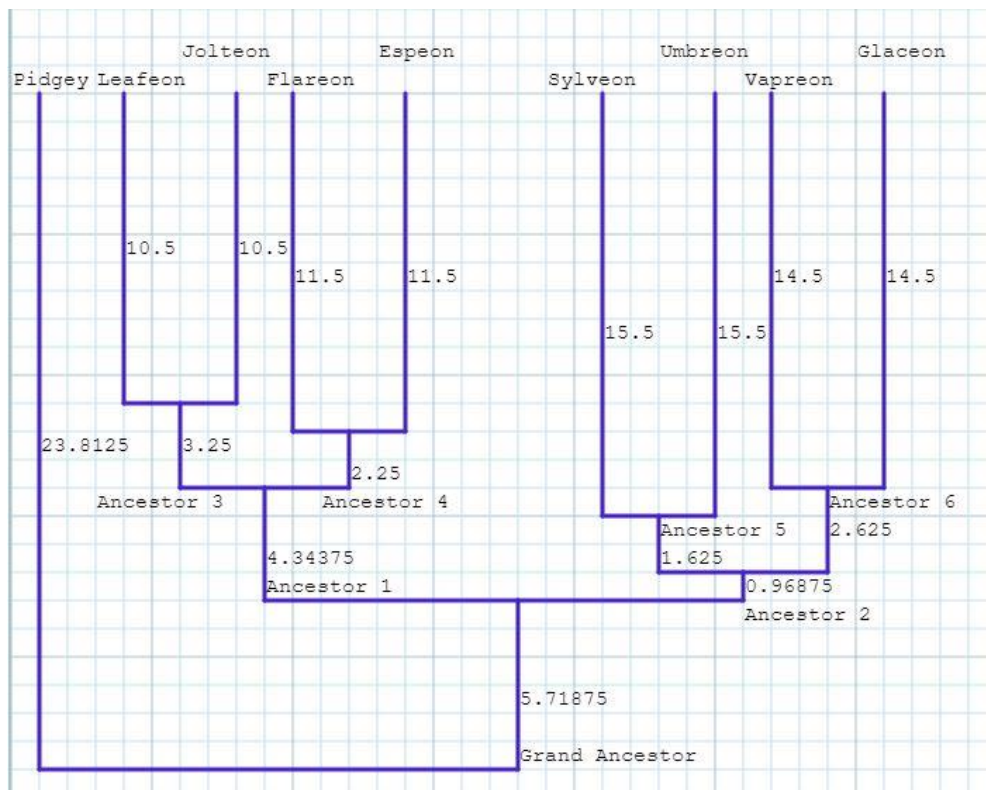 Jolteon Espeon Umbreon Glaceon
Pidgey Leafeon Flareon Sylveon Vapreon
10.5 10.5
11.5 11.5 14.5 14.5
15.5 15.5
23.8125 3.25
2.25
Ancestor 3 Ancestor 4 Ancestor 6
Ancestor 5 2.625
4.34375 1.625
Ancestor 1 0.96875
Ancestor 2
5.71875
Grand Ancestor